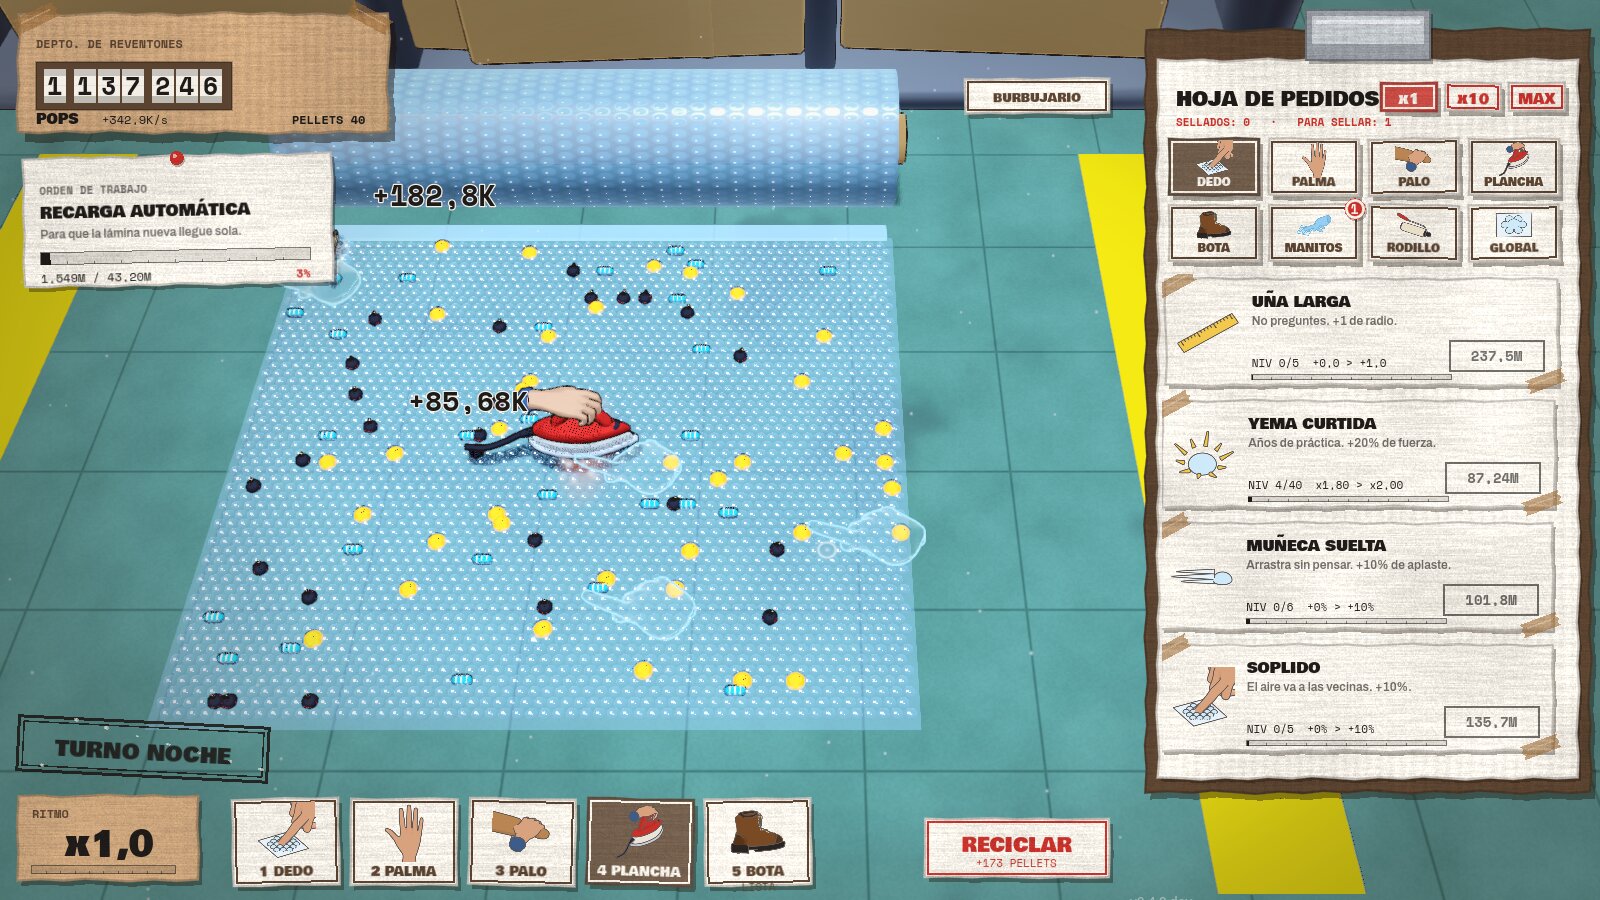 DEPTO. DE REVENTONES
1 137 246
POPS +342,9K/s PELLETS 40
ORDEN DE TRABAJO
RECARGA AUTOMÁTICA
Para que la lámina nueva llegue sola.
1,549M / 43,20M 3%
+182,8K
+85,68K
BURBUJARIO
HOJA DE PEDIDOS x1 x10 MAX
SELLADOS: 0 · PARA SELLAR: 1
DEDO PALMA PALO PLANCHA
1
BOTA MANITOS RODILLO GLOBAL
UÑA LARGA
No preguntes. +1 de radio.
NIV 0/5 +0,0 > +1,0 237,5M
YEMA CURTIDA
Años de práctica. +20% de fuerza.
NIV 4/40 x1,80 > x2,00 87,24M
MUÑECA SUELTA
Arrastra sin pensar. +10% de aplaste.
NIV 0/6 +0% > +10% 101,8M
SOPLIDO
El aire va a las vecinas. +10%.
NIV 0/5 +0% > +10% 135,7M
TURNO NOCHE
RITMO
x1,0
1 DEDO 2 PALMA 3 PALO 4 PLANCHA 5 BOTA
LISTA
RECICLAR
+173 PELLETS